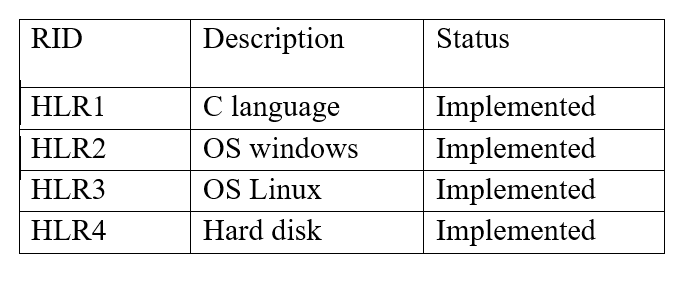 RID Description Status
HLR1 C language Implemented
HLR2 OS windows Implemented
HLR3 OS Linux Implemented
HLR4 Hard disk Implemented